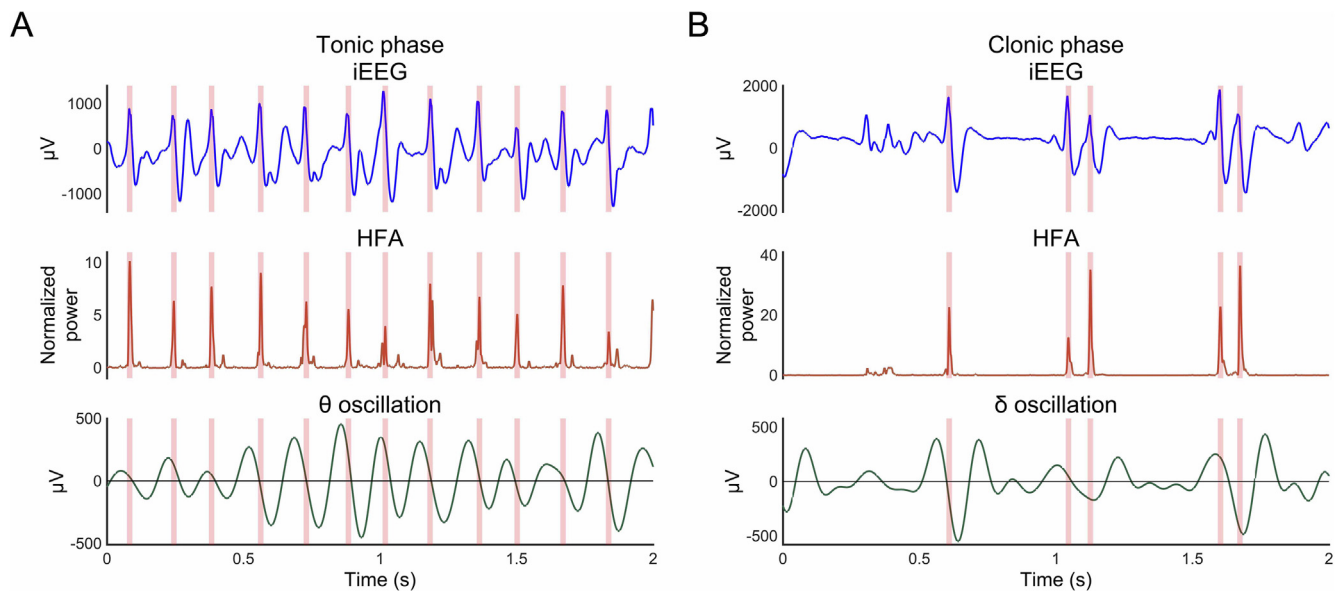 A
Tonic phase
iEEG
1000
0
-1000
µV
HFA
10
5
0
Normalized
power
θ oscillation
500
0
-500
µV
0
0.5
1
1.5
2
Time (s)
B
Clonic phase
iEEG
2000
0
-2000
µV
HFA
40
20
0
Normalized
power
δ oscillation
500
0
-500
µV
0
0.5
1
1.5
2
Time (s)